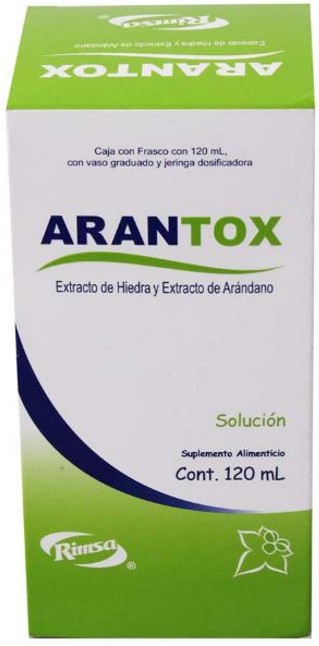 Rimsa
Extracto de Hiedra y Extracto de Arándano
ARANTOX
Caja con Frasco con 120 mL,
con vaso graduado y jeringa dosificadora
ARANTOX
Extracto de Hiedra y Extracto de Arándano
Solución
Suplemento Alimenticio
Cont. 120 mL
Rimsa®